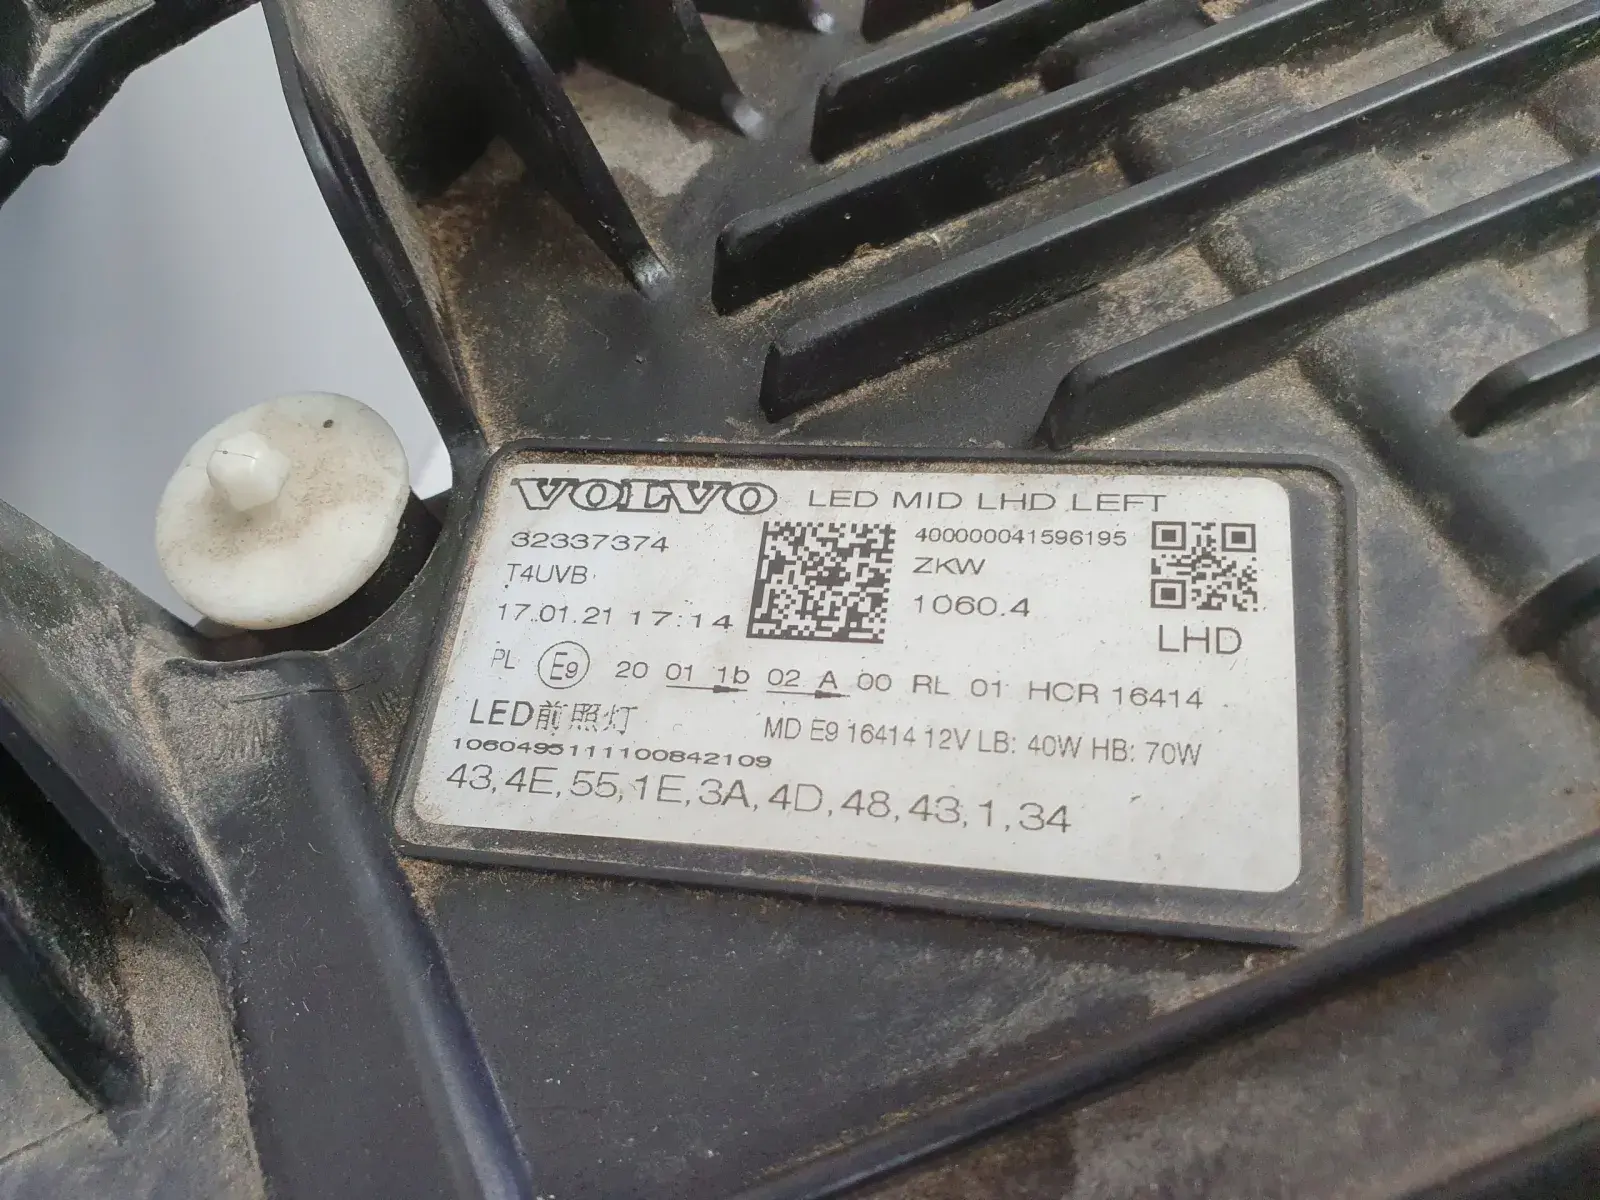 VOLVO LED MID LHD LEFT
32337374
T4UVB
17.01.21 17:14
400000041596195
ZKW
1060.4
LHD
PL E9 20 01 1b 02 A 00 RL 01 HCR 16414
LED前照灯 MD E9 16414 12V LB: 40W HB: 70W
1060495111100842109
43,4E,55,1E,3A,4D,48,43,1,34